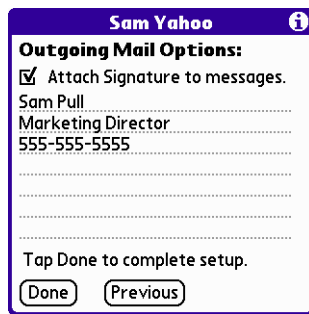 Sam Yahoo
Outgoing Mail Options:
Attach Signature to messages.
Sam Pull
Marketing Director
555-555-5555
Tap Done to complete setup.
Done Previous